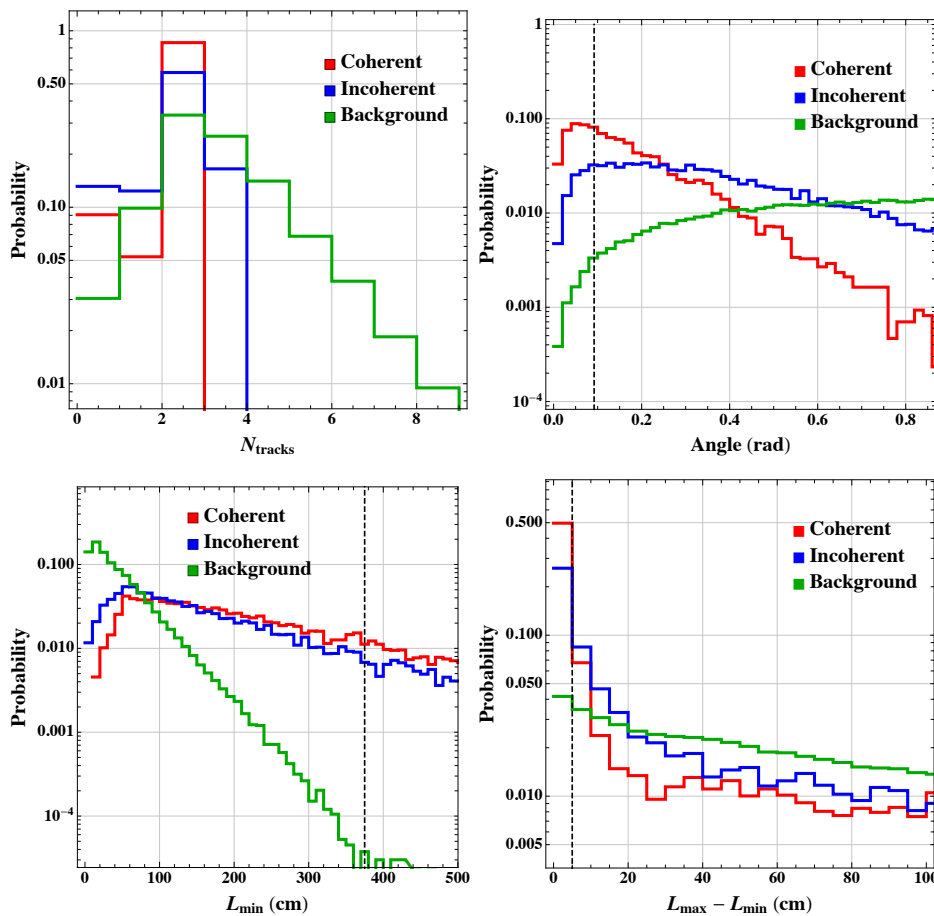 1
0.50
0.10
0.05
0.01
Probability
Coherent
Incoherent
Background
0
2
4
6
8
N_tracks
0.1
0.100
0.010
0.001
10⁻⁴
Probability
Coherent
Incoherent
Background
0.0
0.2
0.4
0.6
0.8
Angle (rad)
0.100
0.010
0.001
10⁻⁴
Probability
Coherent
Incoherent
Background
0
100
200
300
400
500
L_min (cm)
0.500
0.100
0.050
0.010
0.005
Probability
Coherent
Incoherent
Background
0
20
40
60
80
100
L_max − L_min (cm)